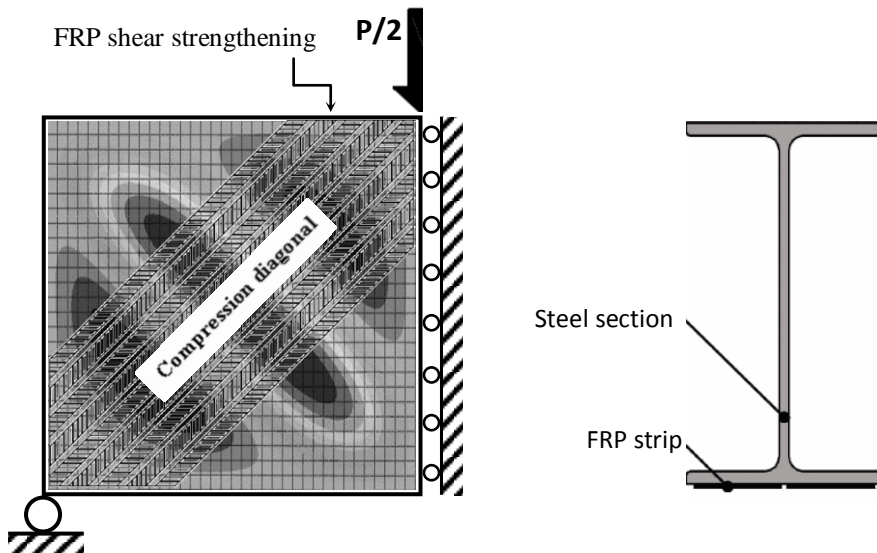 FRP shear strengthening
P/2
Compression diagonal
Steel section
FRP strip